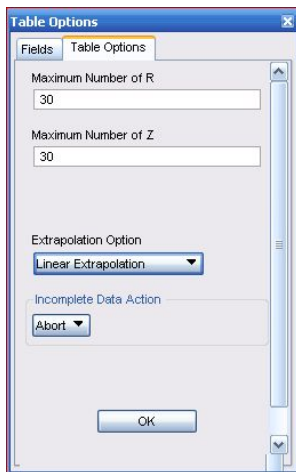 Table Options
Fields Table Options
Maximum Number of R
30
Maximum Number of Z
30
Extrapolation Option
Linear Extrapolation
Incomplete Data Action
Abort
OK